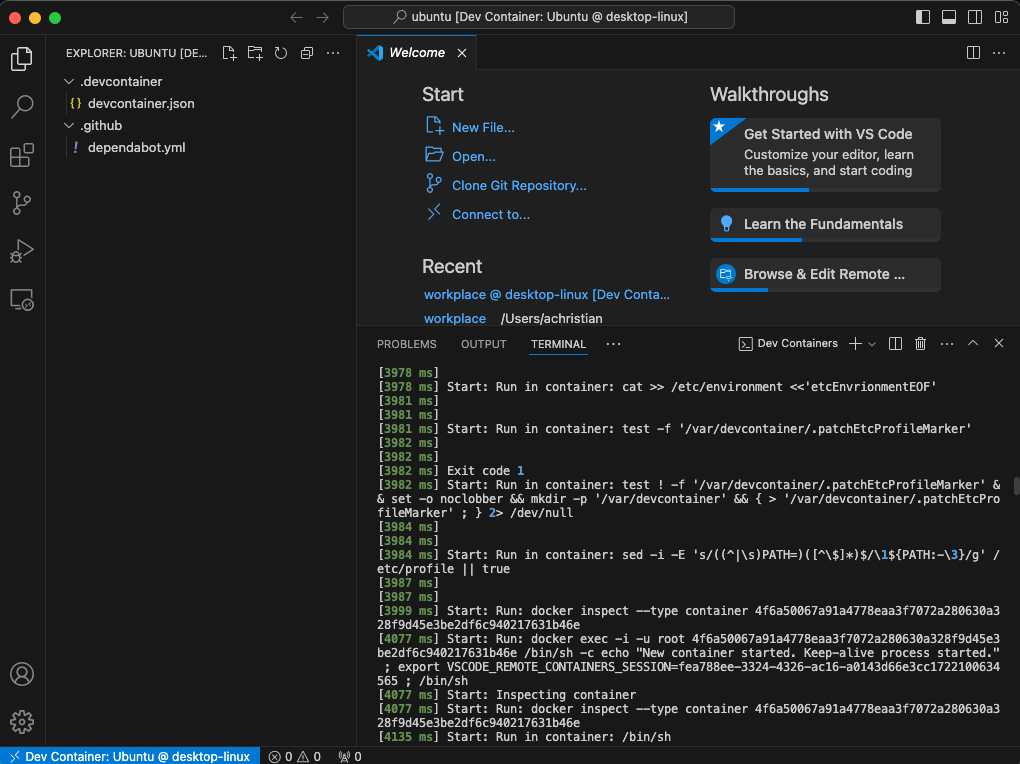 ubuntu [Dev Container: Ubuntu @ desktop-linux]
EXPLORER: UBUNTU [DE...
.devcontainer
{} devcontainer.json
.github
! dependabot.yml
Welcome
Start
New File...
Open...
Clone Git Repository...
Connect to...
Recent
workplace @ desktop-linux [Dev Conta...
workplace /Users/achristian
Walkthroughs
Get Started with VS Code
Customize your editor, learn
the basics, and start coding
Learn the Fundamentals
Browse & Edit Remote ...
PROBLEMS OUTPUT TERMINAL ... Dev Containers
[3978 ms]
[3978 ms] Start: Run in container: cat >> /etc/environment <<'etcEnvrionmentEOF'
[3981 ms]
[3981 ms]
[3981 ms] Start: Run in container: test -f '/var/devcontainer/.patchEtcProfileMarker'
[3982 ms]
[3982 ms]
[3982 ms] Exit code 1
[3982 ms] Start: Run in container: test ! -f '/var/devcontainer/.patchEtcProfileMarker' &
& set -o noclobber && mkdir -p '/var/devcontainer' && { > '/var/devcontainer/.patchEtcPro
fileMarker' ; } 2> /dev/null
[3984 ms]
[3984 ms]
[3984 ms] Start: Run in container: sed -i -E 's/((^|\s)PATH=)([^\$]*)$/\1${PATH:-\3}/g' /
etc/profile || true
[3987 ms]
[3987 ms]
[3999 ms] Start: Run: docker inspect --type container 4f6a50067a91a4778eaa3f7072a280630a3
28f9d45e3be2df6c940217631b46e
[4077 ms] Start: Run: docker exec -i -u root 4f6a50067a91a4778eaa3f7072a280630a328f9d45e3
be2df6c940217631b46e /bin/sh -c echo "New container started. Keep-alive process started."
; export VSCODE_REMOTE_CONTAINERS_SESSION=fea788ee-3324-4326-ac16-a0143d66e3cc1722100634
565 ; /bin/sh
[4077 ms] Start: Inspecting container
[4077 ms] Start: Run: docker inspect --type container 4f6a50067a91a4778eaa3f7072a280630a3
28f9d45e3be2df6c940217631b46e
[4135 ms] Start: Run in container: /bin/sh
Dev Container: Ubuntu @ desktop-linux 0 0 0